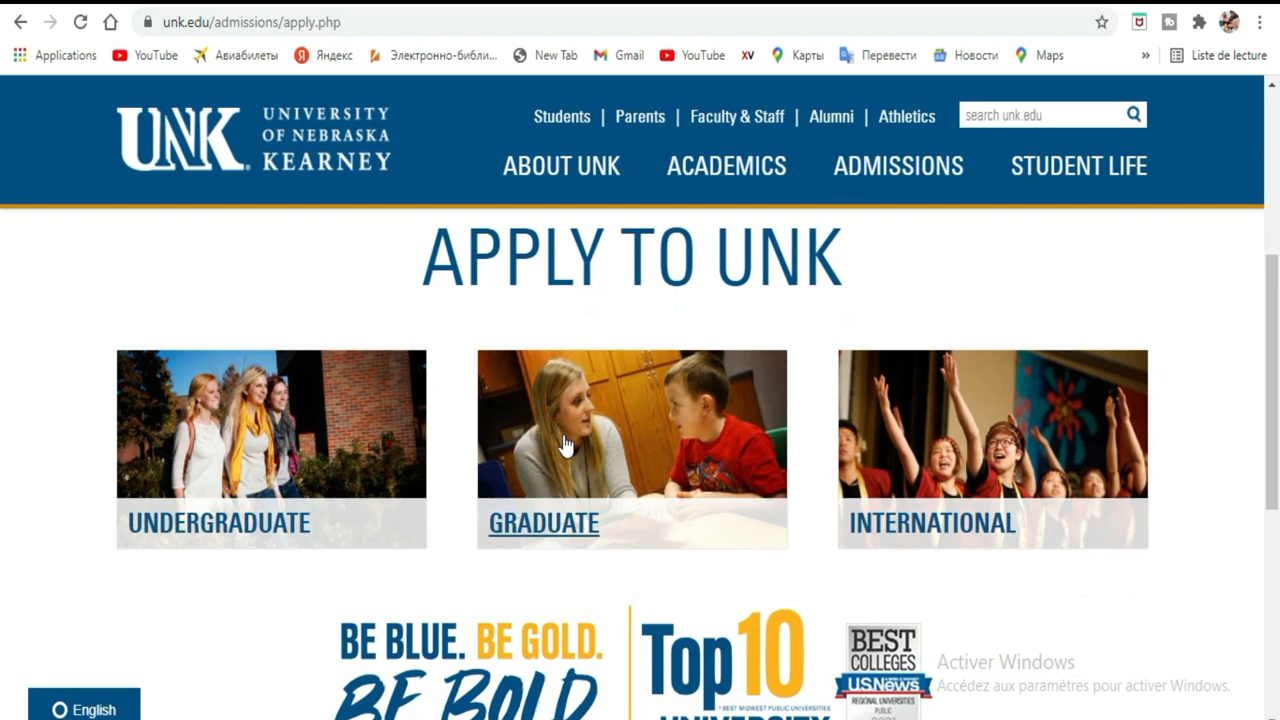 unk.edu/admissions/apply.php
Applications YouTube Авиабилеты Яндекс Электронно-библи... New Tab Gmail YouTube XV Карты Перевести Новости Maps » Liste de lecture
UNK UNIVERSITY OF NEBRASKA KEARNEY
Students | Parents | Faculty & Staff | Alumni | Athletics
search unk.edu
ABOUT UNK ACADEMICS ADMISSIONS STUDENT LIFE
APPLY TO UNK
UNDERGRADUATE GRADUATE INTERNATIONAL
BE BLUE. BE GOLD.
BE BOLD
Top 10
* BEST MIDWEST PUBLIC UNIVERSITIES
UNIVERSITY
BEST
COLLEGES
U.S.News
REGIONAL UNIVERSITIES
PUBLIC
2021
Activer Windows
Accédez aux paramètres pour activer Windows.
English